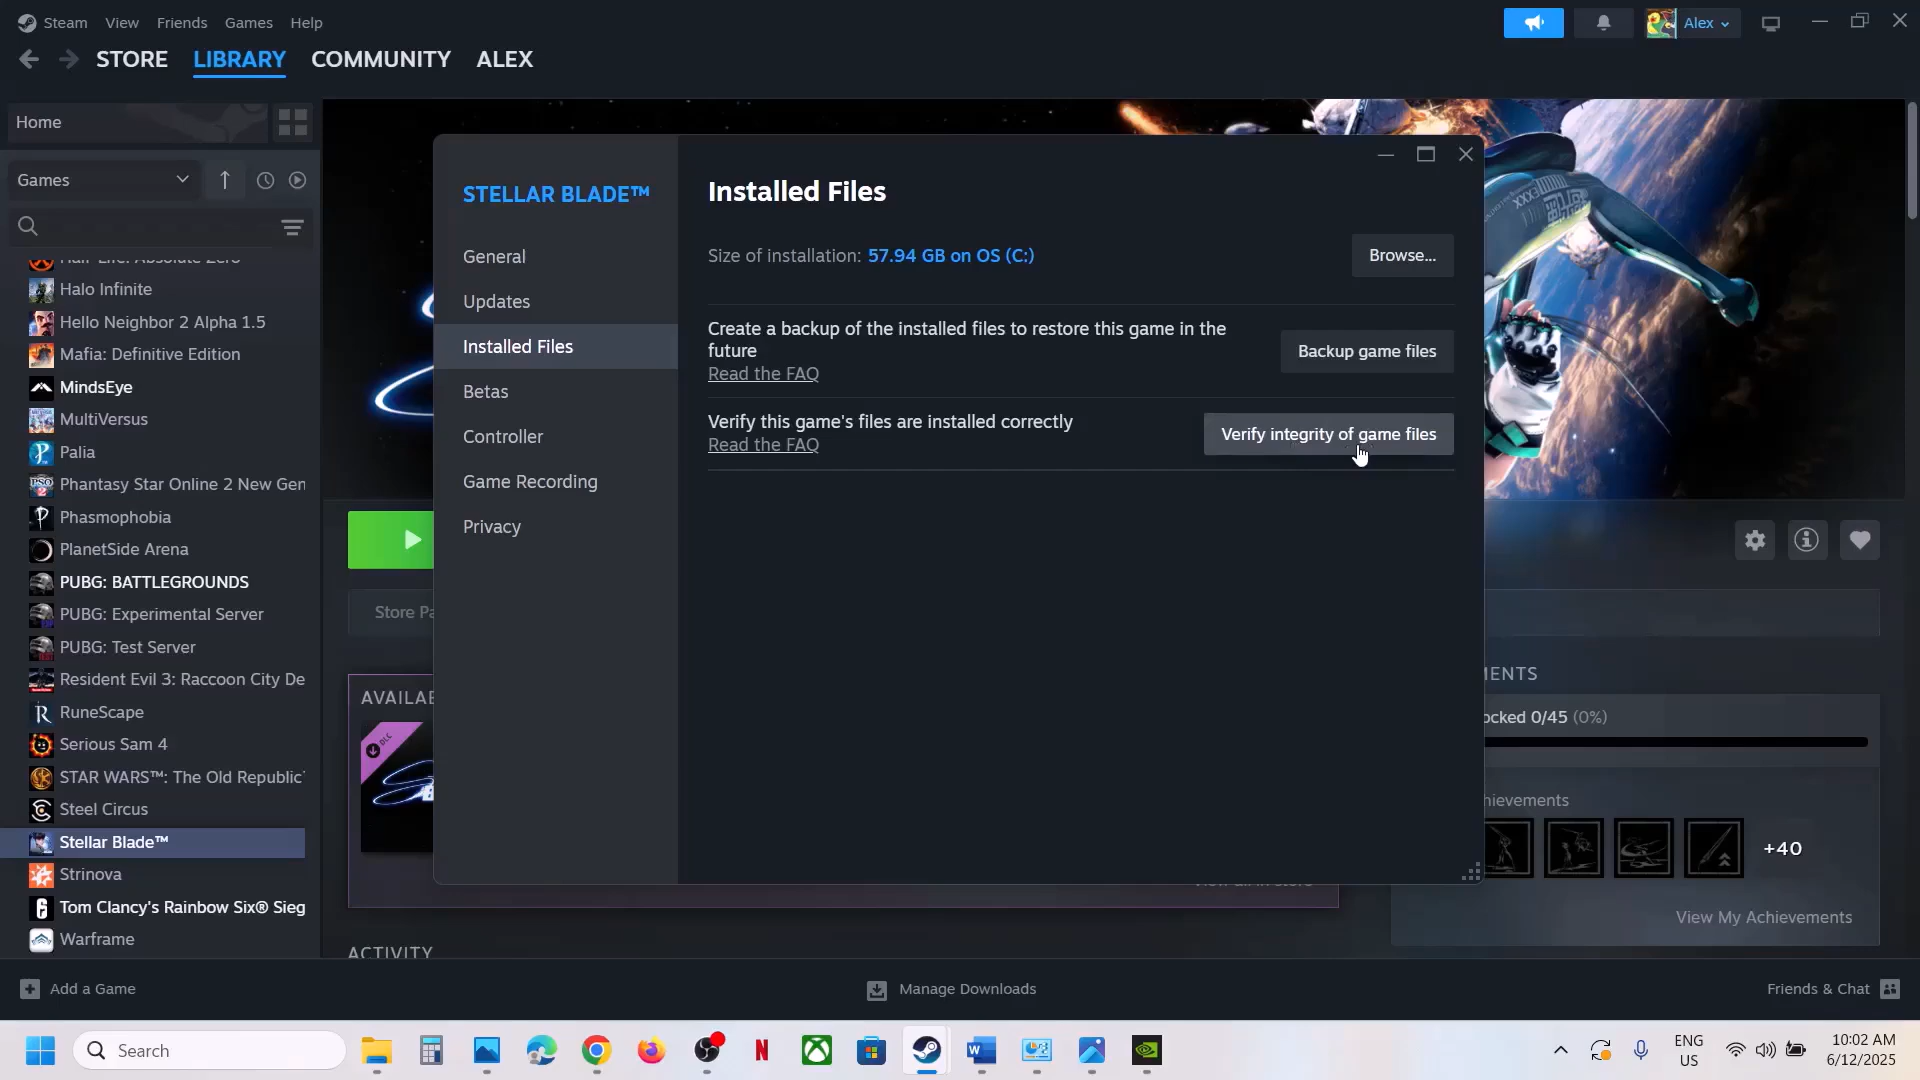 Steam View Friends Games Help
Alex
STORE LIBRARY COMMUNITY ALEX
Home
Games
Halo Infinite
Hello Neighbor 2 Alpha 1.5
Mafia: Definitive Edition
MindsEye
MultiVersus
Palia
Phantasy Star Online 2 New Gen
Phasmophobia
PlanetSide Arena
PUBG: BATTLEGROUNDS
PUBG: Experimental Server
PUBG: Test Server
Resident Evil 3: Raccoon City De
RuneScape
Serious Sam 4
STAR WARS™: The Old Republic
Steel Circus
Stellar Blade™
Strinova
Tom Clancy's Rainbow Six® Sieg
Warframe
STELLAR BLADE™
General
Updates
Installed Files
Betas
Controller
Game Recording
Privacy
Installed Files
Size of installation: 57.94 GB on OS (C:)
Browse...
Create a backup of the installed files to restore this game in the
future
Read the FAQ
Backup game files
Verify this game's files are installed correctly
Read the FAQ
Verify integrity of game files
Store Pa
AVAILAB
DLC
ACTIVITY
MENTS
ocked 0/45 (0%)
hievements
+40
View My Achievements
Add a Game
Manage Downloads
Friends & Chat
Search
ENG
US
10:02 AM
6/12/2025